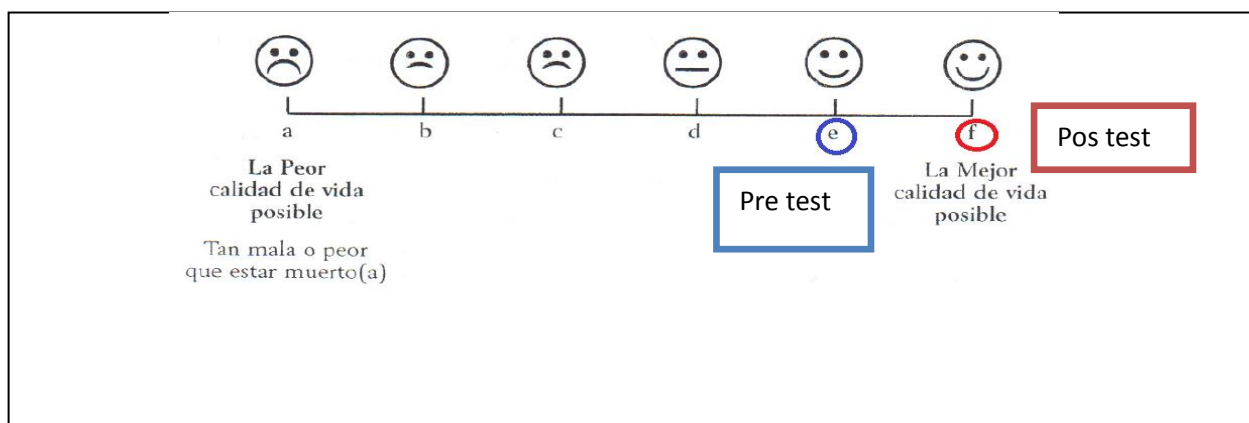 a b c d e f
Pos test
La Peor
calidad de vida
posible
Tan mala o peor
que estar muerto(a)
Pre test
La Mejor
calidad de vida
posible